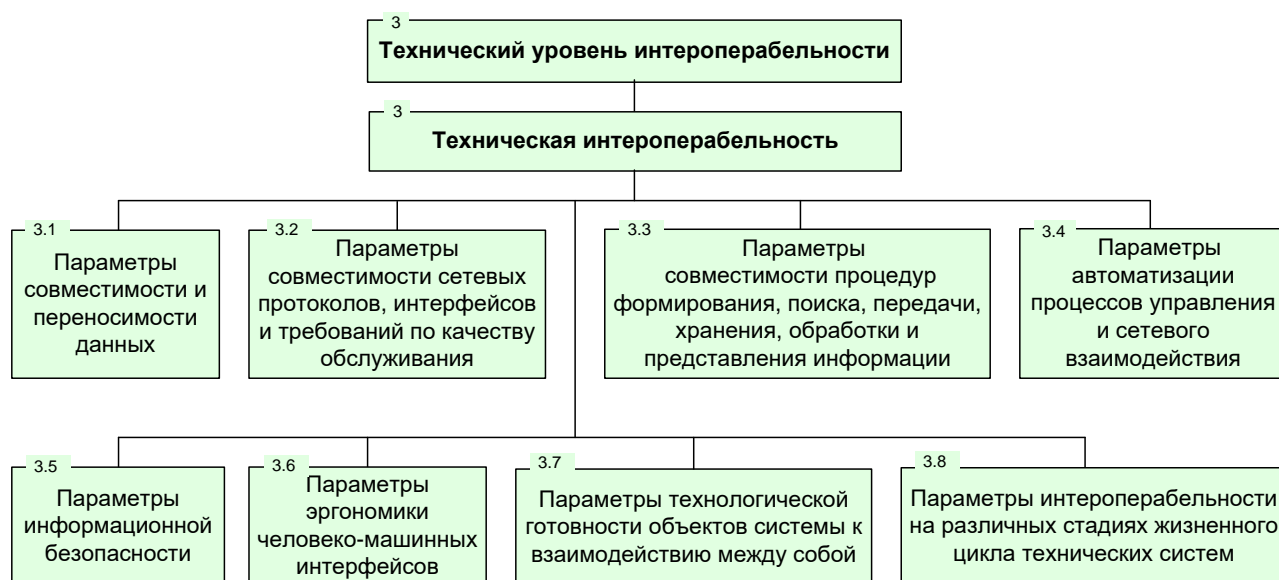 3
Технический уровень интероперабельности
3
Техническая интероперабельность
3.1
Параметры
совместимости и
переносимости
данных
3.2
Параметры
совместимости сетевых
протоколов, интерфейсов
и требований по качеству
обслуживания
3.3
Параметры
совместимости процедур
формирования, поиска, передачи,
хранения, обработки и
представления информации
3.4
Параметры
автоматизации
процессов управления
и сетевого
взаимодействия
3.5
Параметры
информационной
безопасности
3.6
Параметры
эргономики
человеко-машинных
интерфейсов
3.7
Параметры технологической
готовности объектов системы к
взаимодействию между собой
3.8
Параметры интероперабельности
на различных стадиях жизненного
цикла технических систем